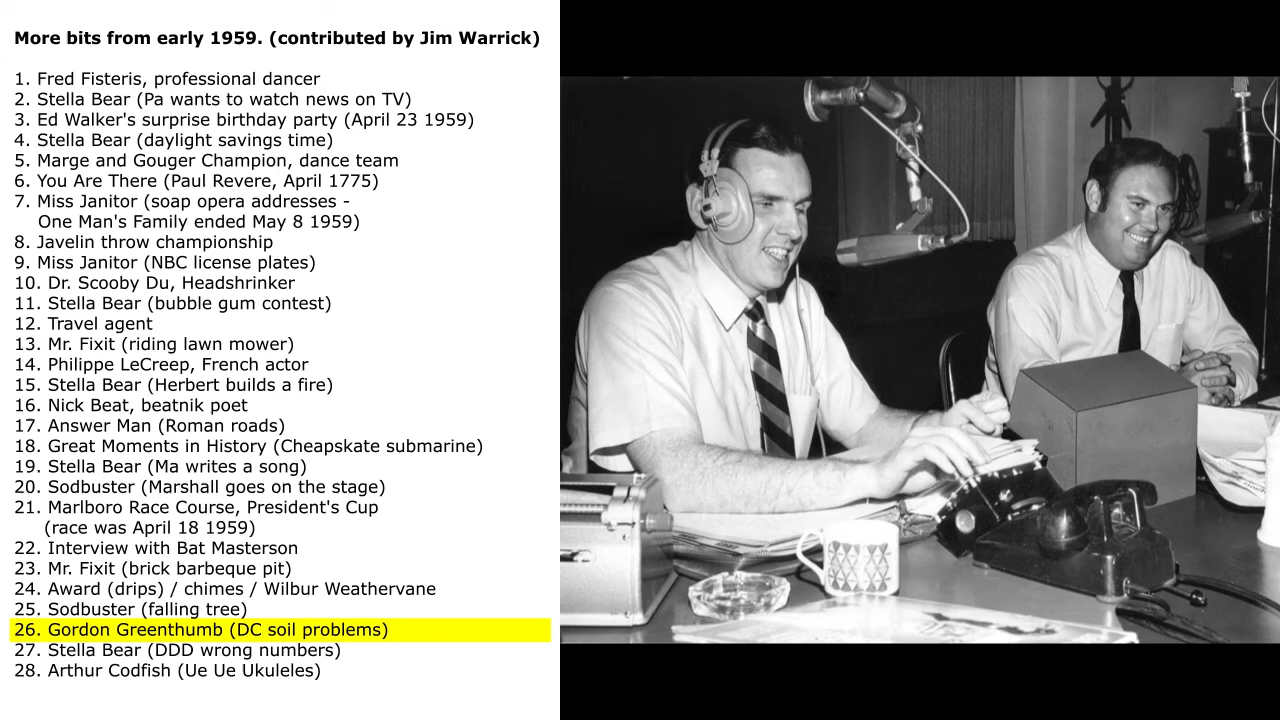 More bits from early 1959. (contributed by Jim Warrick)
1. Fred Fisteris, professional dancer
2. Stella Bear (Pa wants to watch news on TV)
3. Ed Walker's surprise birthday party (April 23 1959)
4. Stella Bear (daylight savings time)
5. Marge and Gouger Champion, dance team
6. You Are There (Paul Revere, April 1775)
7. Miss Janitor (soap opera addresses -
One Man's Family ended May 8 1959)
8. Javelin throw championship
9. Miss Janitor (NBC license plates)
10. Dr. Scooby Du, Headshrinker
11. Stella Bear (bubble gum contest)
12. Travel agent
13. Mr. Fixit (riding lawn mower)
14. Philippe LeCreep, French actor
15. Stella Bear (Herbert builds a fire)
16. Nick Beat, beatnik poet
17. Answer Man (Roman roads)
18. Great Moments in History (Cheapskate submarine)
19. Stella Bear (Ma writes a song)
20. Sodbuster (Marshall goes on the stage)
21. Marlboro Race Course, President's Cup
(race was April 18 1959)
22. Interview with Bat Masterson
23. Mr. Fixit (brick barbeque pit)
24. Award (drips) / chimes / Wilbur Weathervane
25. Sodbuster (falling tree)
26. Gordon Greenthumb (DC soil problems)
27. Stella Bear (DDD wrong numbers)
28. Arthur Codfish (Ue Ue Ukuleles)